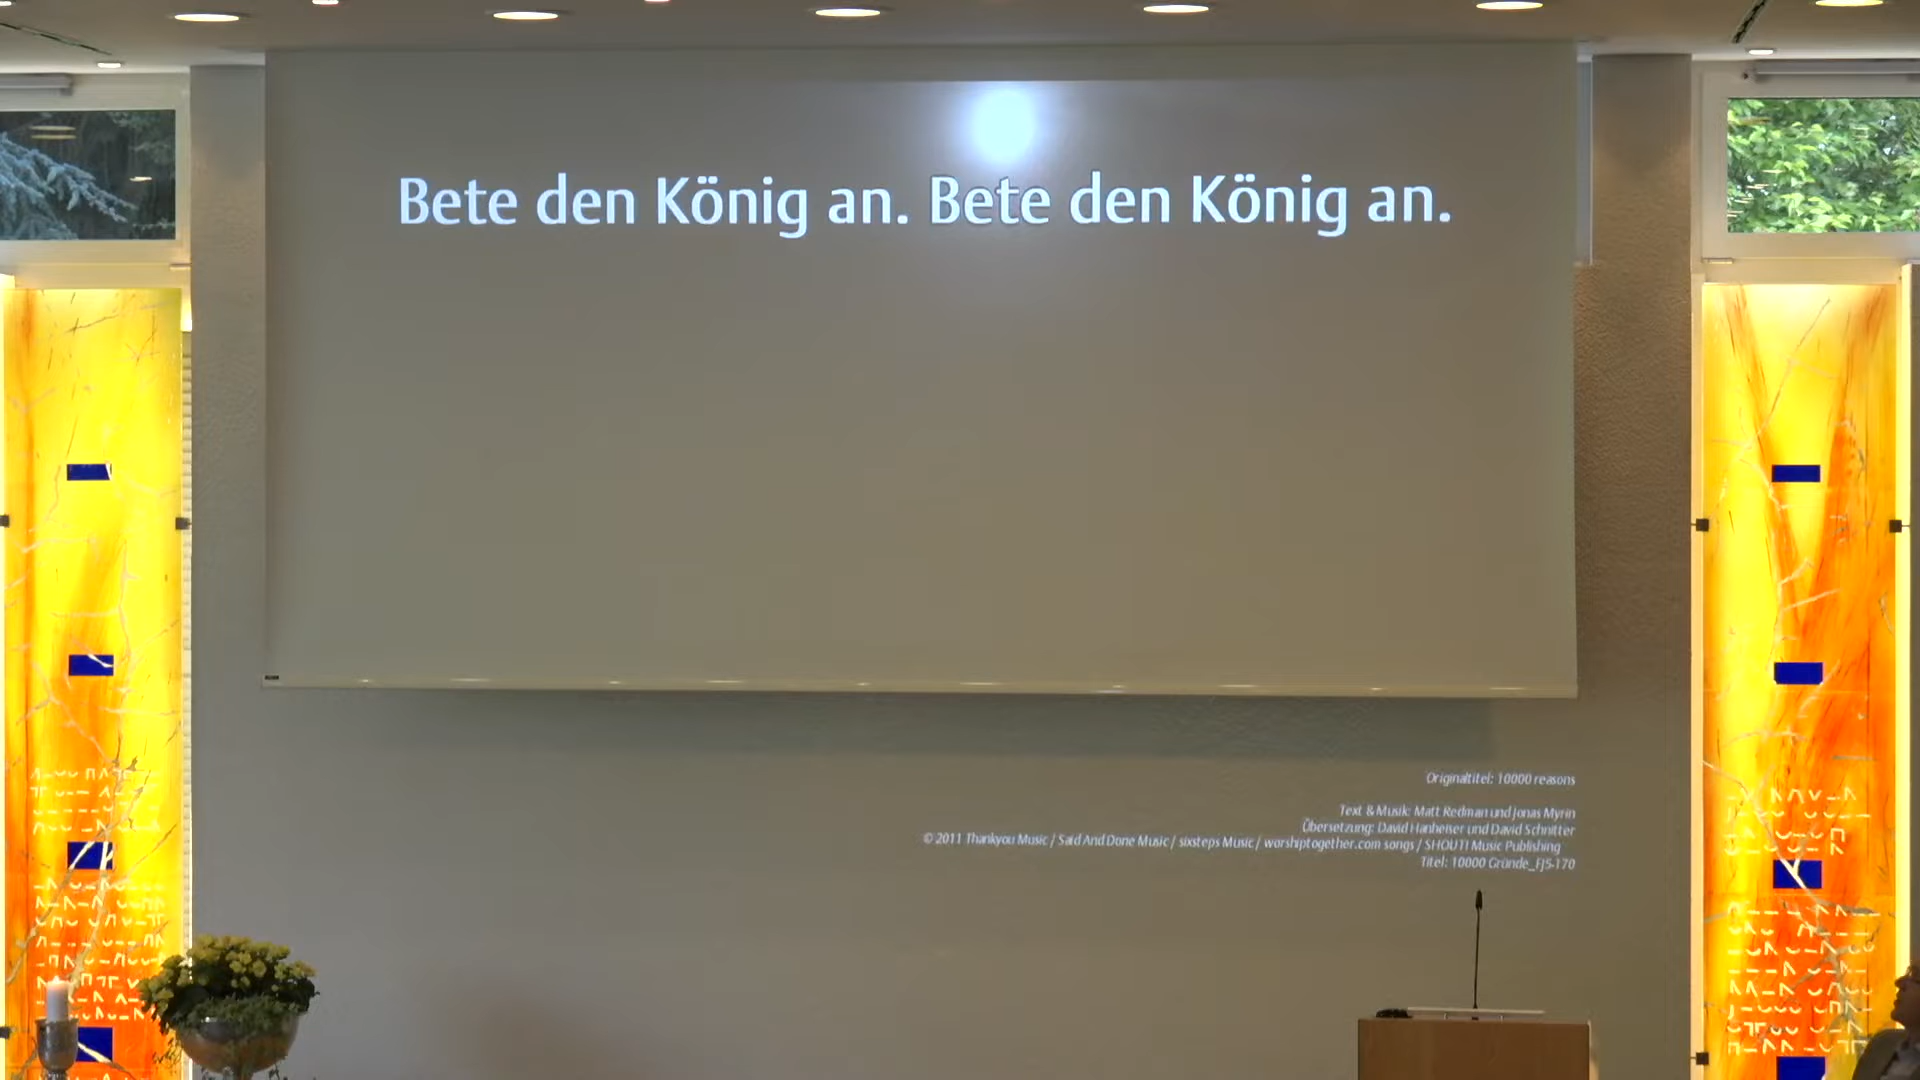 Bete den König an. Bete den König an.
Originaltitel: 10000 reasons
Text & Musik: Matt Redman und Jonas Myrin
Übersetzung: David Hanheiser und David Schnitter
© 2011 Thankyou Music / Said And Done Music / sixsteps Music / worshiptogether.com songs / SHOUT! Music Publishing
Titel: 10000 Gründe_FJ5-170